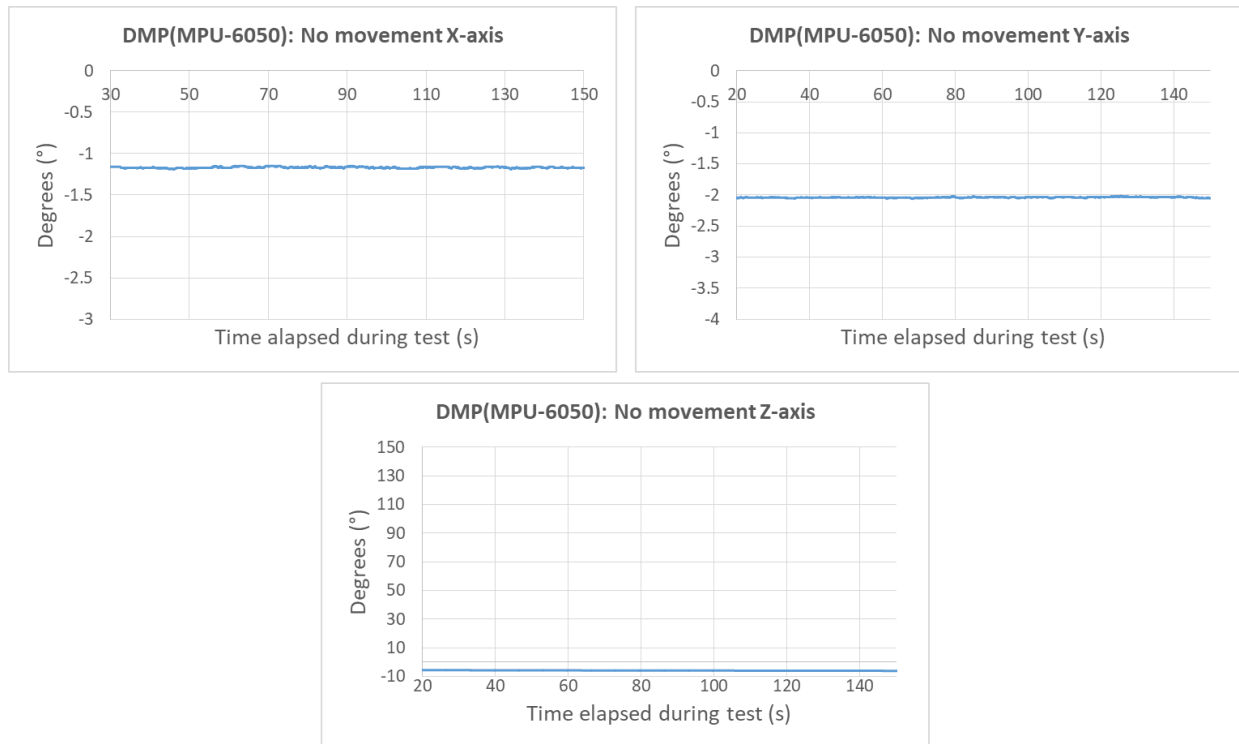 DMP(MPU-6050): No movement X-axis
Degrees (°)
0
-0.5
-1
-1.5
-2
-2.5
-3
30 50 70 90 110 130 150
Time alapsed during test (s)
DMP(MPU-6050): No movement Y-axis
Degrees (°)
0
-0.5
-1
-1.5
-2
-2.5
-3
-3.5
-4
20 40 60 80 100 120 140
Time elapsed during test (s)
DMP(MPU-6050): No movement Z-axis
Degrees (°)
150
130
110
90
70
50
30
10
-10
20 40 60 80 100 120 140
Time elapsed during test (s)